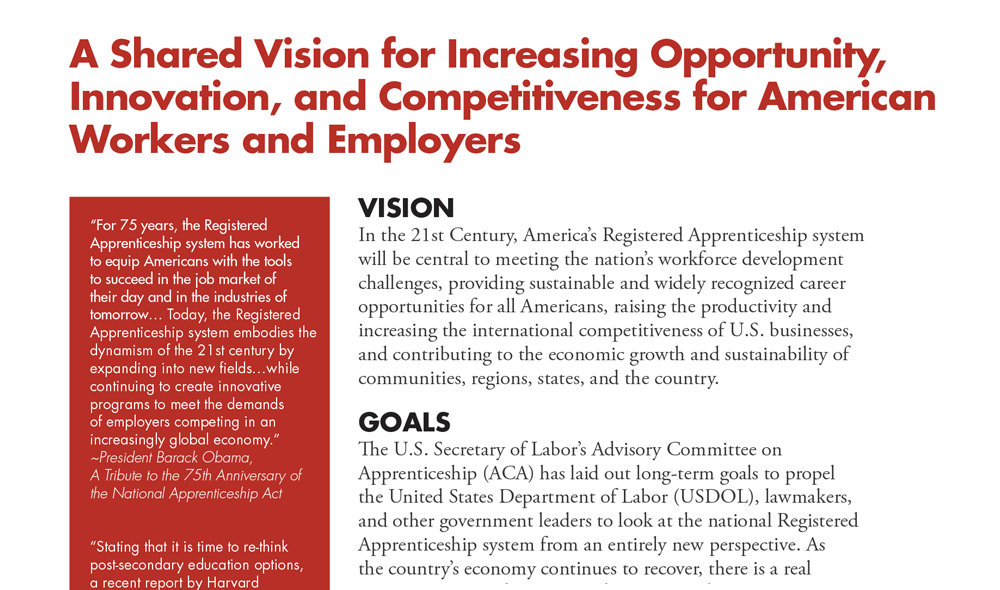 A Shared Vision for Increasing Opportunity,
Innovation, and Competitiveness for American
Workers and Employers
“For 75 years, the Registered
Apprenticeship system has worked
to equip Americans with the tools
to succeed in the job market of
their day and in the industries of
tomorrow… Today, the Registered
Apprenticeship system embodies the
dynamism of the 21st century by
expanding into new fields…while
continuing to create innovative
programs to meet the demands
of employers competing in an
increasingly global economy.”
~President Barack Obama,
A Tribute to the 75th Anniversary of
the National Apprenticeship Act
“Stating that it is time to re-think
post-secondary education options,
a recent report by Harvard
VISION
In the 21st Century, America’s Registered Apprenticeship system
will be central to meeting the nation’s workforce development
challenges, providing sustainable and widely recognized career
opportunities for all Americans, raising the productivity and
increasing the international competitiveness of U.S. businesses,
and contributing to the economic growth and sustainability of
communities, regions, states, and the country.
GOALS
The U.S. Secretary of Labor’s Advisory Committee on
Apprenticeship (ACA) has laid out long-term goals to propel
the United States Department of Labor (USDOL), lawmakers,
and other government leaders to look at the national Registered
Apprenticeship system from an entirely new perspective. As
the country’s economy continues to recover, there is a real